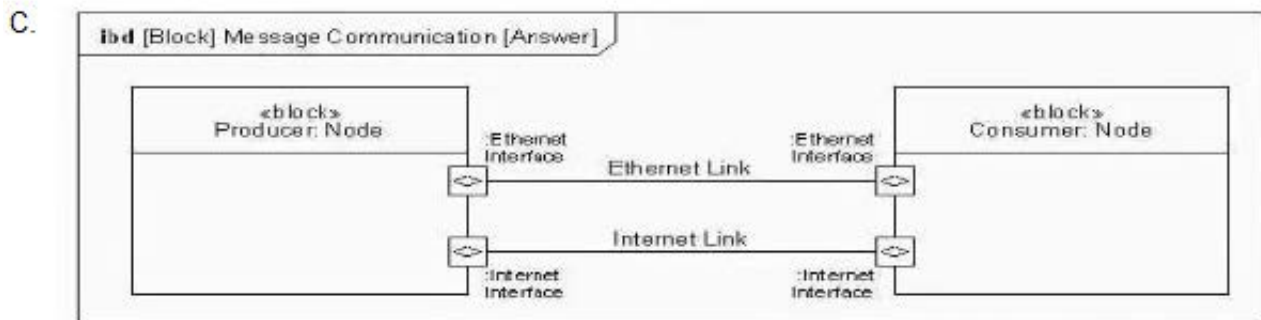 C.
ibd [Block] Message Communication [Answer]
«block»
Producer: Node
«block»
Consumer: Node
:Ethernet
Interface
:Ethernet
Interface
Ethernet Link
Internet Link
:Internet
Interface
:Internet
Interface